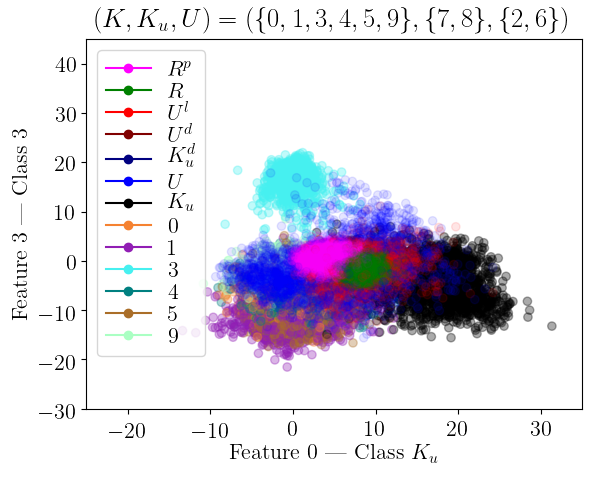 (K, K_u, U) = ({0, 1, 3, 4, 5, 9}, {7, 8}, {2, 6})
40
30
20
10
0
−10
−20
−30
Feature 3 — Class 3
R^p
R
U^l
U^d
K_u^d
U
K_u
0
1
3
4
5
9
−20 −10 0 10 20 30
Feature 0 — Class K_u